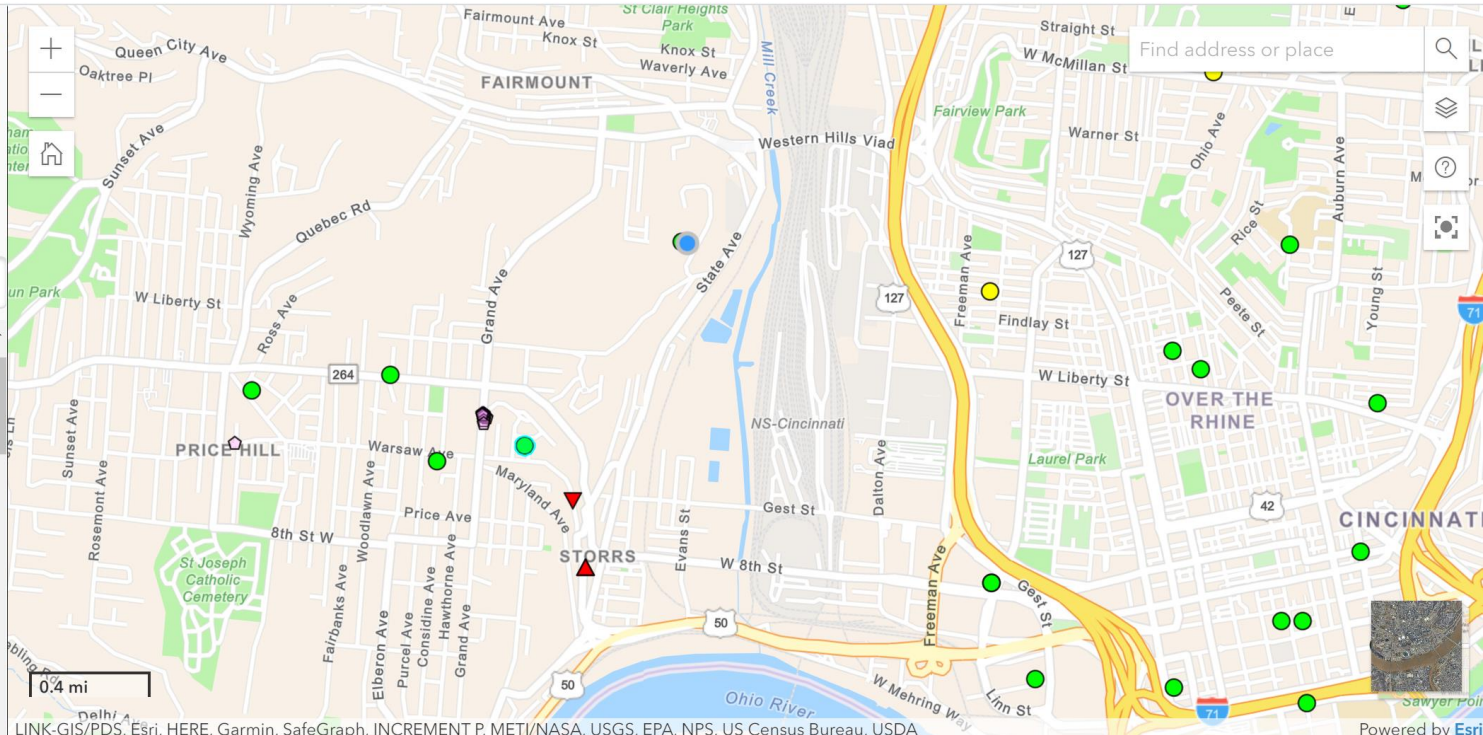 Fairmount Ave
St Clair Heights
Park
Knox St
Knox St
Waverly Ave
Queen City Ave
Oaktree Pl
FAIRMOUNT
Mill Creek
Straight St
W McMillan St
Find address or place
Fairview Park
Warner St
Western Hills Viad
Ohio Ave
Auburn Ave
Sunset Ave
Wyoming Ave
Quebec Rd
State Ave
Rice St
127
Freeman Ave
127
Findlay St
Peete St
Young St
71
W Liberty St
Ross Ave
Grand Ave
264
W Liberty St
OVER THE
RHINE
NS-Cincinnati
PRICE HILL
Warsaw Ave
Sunset Ave
Rosemont Ave
Woodlawn Ave
Maryland Ave
Dalton Ave
Laurel Park
42
CINCINNATI
Price Ave
Gest St
8th St W
STORRS
Evans St
W 8th St
St Joseph
Catholic
Cemetery
Fairbanks Ave
Elberon Ave
Purcel Ave
Considine Ave
Hawthorne Ave
Grand Ave
Freeman Ave
Gest St
50
50
0.4 mi
Ohio River
W Mehring Way
Linn St
71
Delhi Ave
LINK-GIS/PDS, Esri, HERE, Garmin, SafeGraph, INCREMENT P, METI/NASA, USGS, EPA, NPS, US Census Bureau, USDA
Powered by Esri